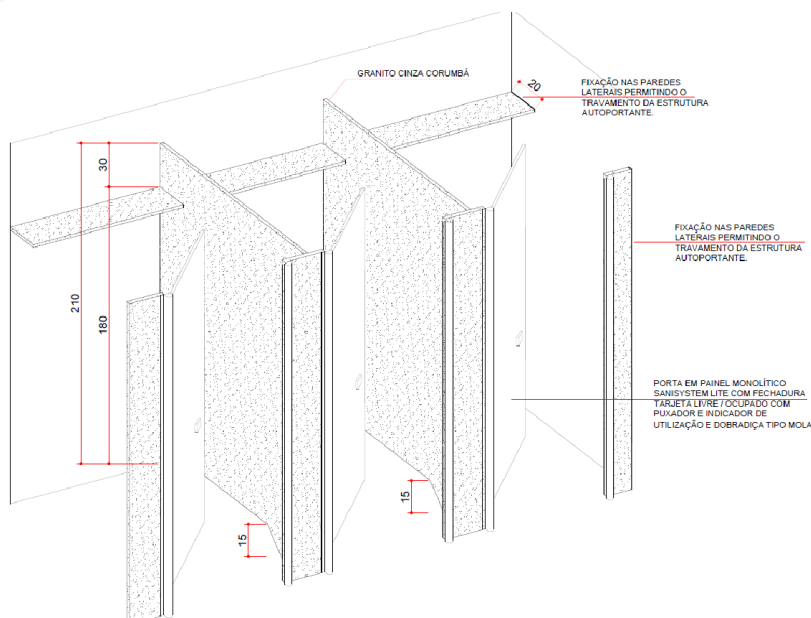 GRANITO CINZA CORUMBÁ
20
FIXAÇÃO NAS PAREDES
LATERAIS PERMITINDO O
TRAVAMENTO DA ESTRUTURA
AUTOPORTANTE.
30
FIXAÇÃO NAS PAREDES
LATERAIS PERMITINDO O
TRAVAMENTO DA ESTRUTURA
AUTOPORTANTE.
210
180
PORTA EM PAINEL MONOLÍTICO
SANISYSTEM LITE COM FECHADURA
TARJETA LIVRE / OCUPADO COM
PUXADOR E INDICADOR DE
UTILIZAÇÃO E DOBRADIÇA TIPO MOLA
15
15